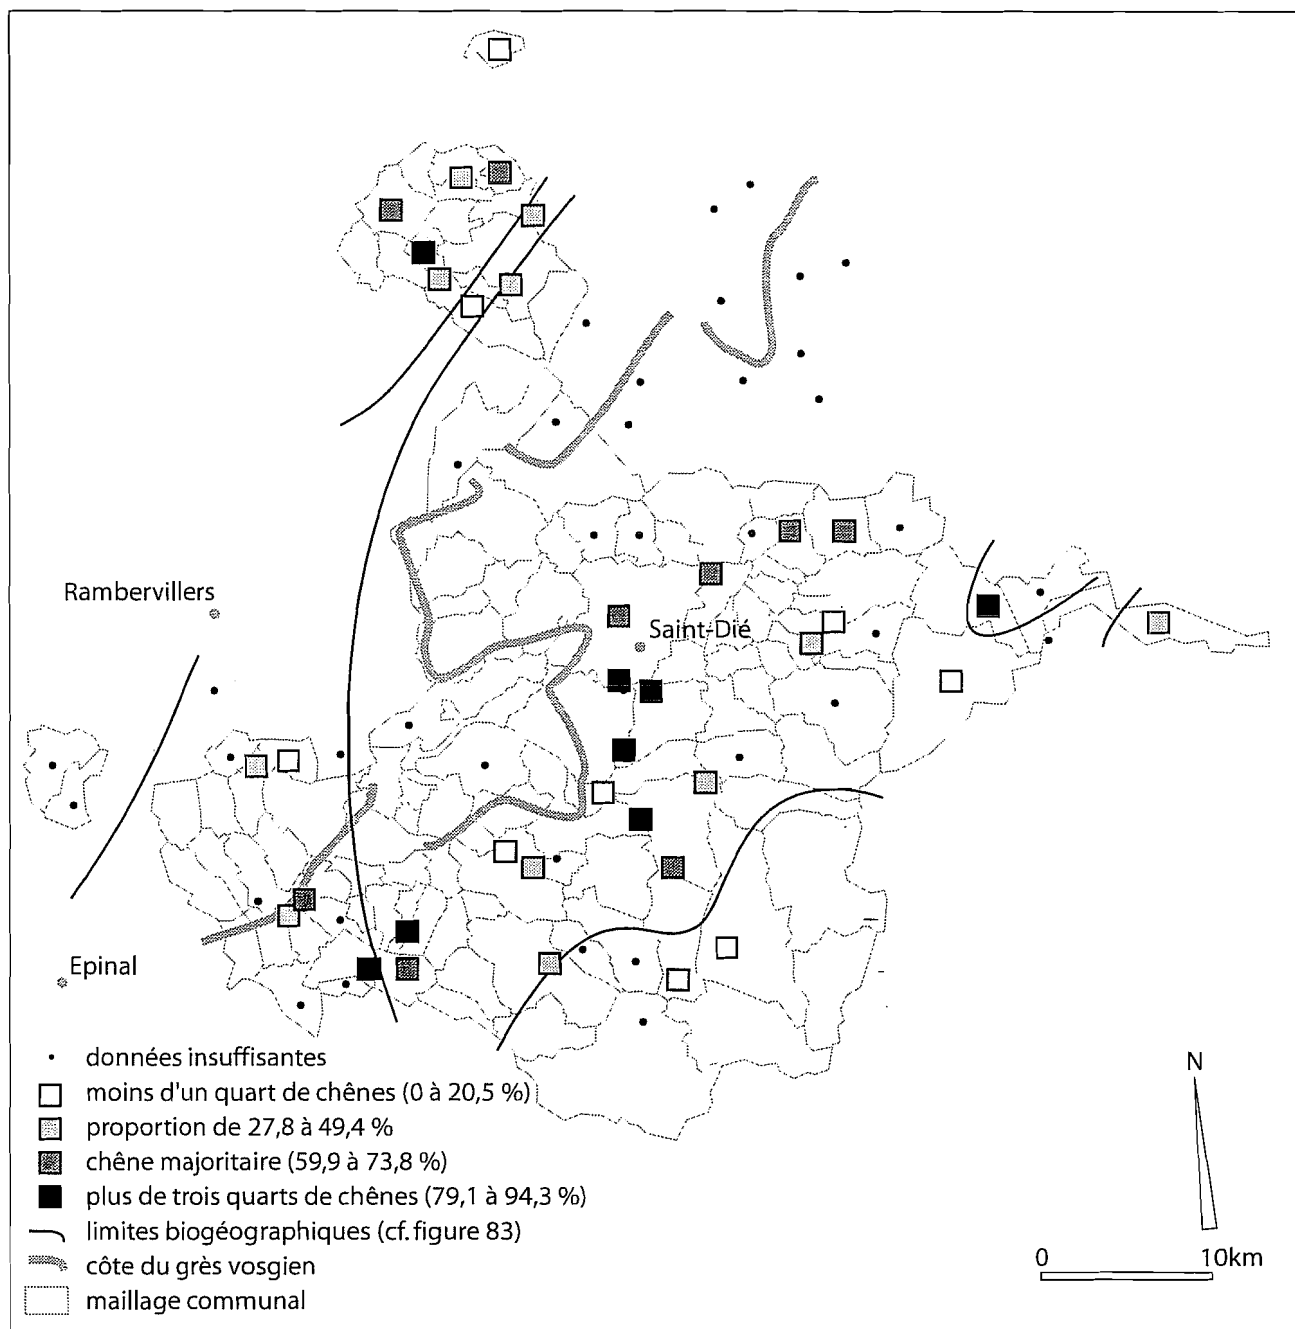 Rambervillers
Saint-Dié
Epinal
données insuffisantes
moins d'un quart de chênes (0 à 20,5 %)
proportion de 27,8 à 49,4 %
chêne majoritaire (59,9 à 73,8 %)
plus de trois quarts de chênes (79,1 à 94,3 %)
limites biogéographiques (cf. figure 83)
côte du grès vosgien
maillage communal
N
0 10km